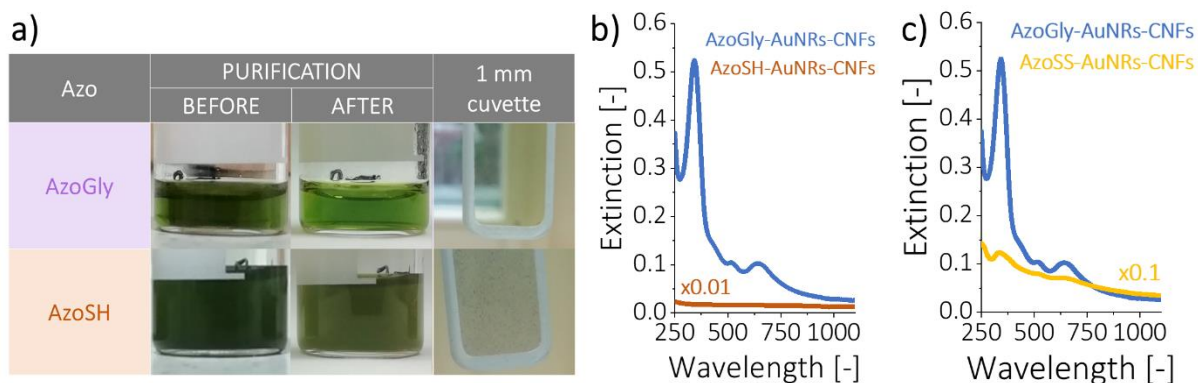 a)
Azo
PURIFICATION
BEFORE
AFTER
1 mm
cuvette
AzoGly
AzoSH
b)
0.6
0.5
0.4
0.3
0.2
0.1
0.0
Extinction [-]
AzoGly-AuNRs-CNFs
AzoSH-AuNRs-CNFs
x0.01
250 500 750 1000
Wavelength [-]
c)
0.6
0.5
0.4
0.3
0.2
0.1
0.0
Extinction [-]
AzoGly-AuNRs-CNFs
AzoSS-AuNRs-CNFs
x0.1
250 500 750 1000
Wavelength [-]